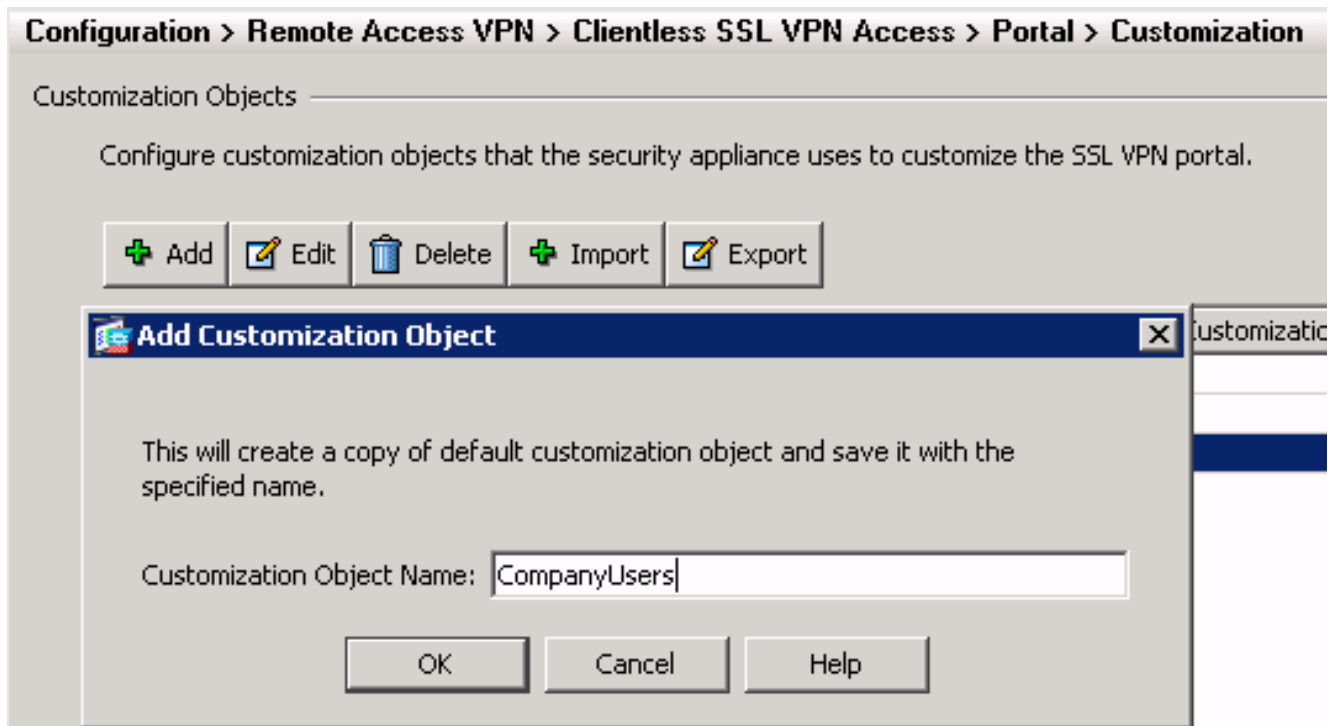 Configuration > Remote Access VPN > Clientless SSL VPN Access > Portal > Customization
Customization Objects
Configure customization objects that the security appliance uses to customize the SSL VPN portal.
Add Edit Delete Import Export
Add Customization Object
This will create a copy of default customization object and save it with the
specified name.
Customization Object Name: CompanyUsers
OK Cancel Help